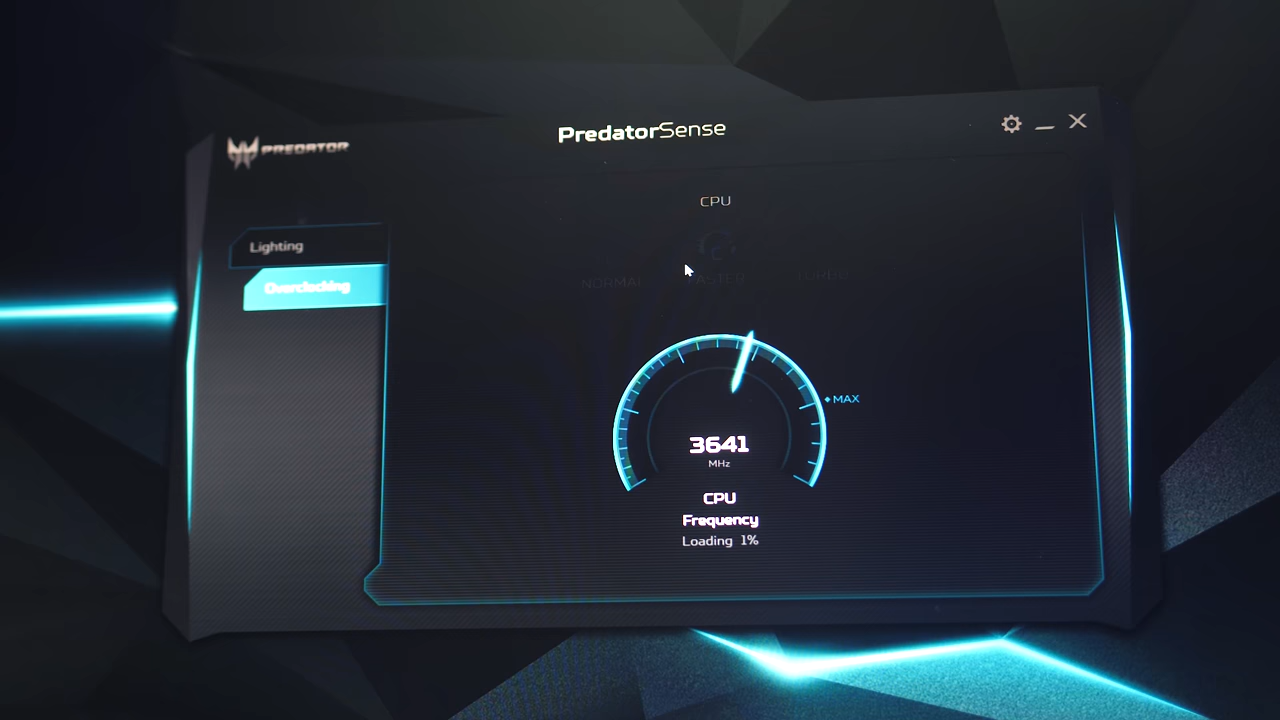 PREDATOR
PredatorSense
CPU
Lighting
Overclocking
NORMAL FASTER TURBO
MAX
3641
MHz
CPU
Frequency
Loading 1%